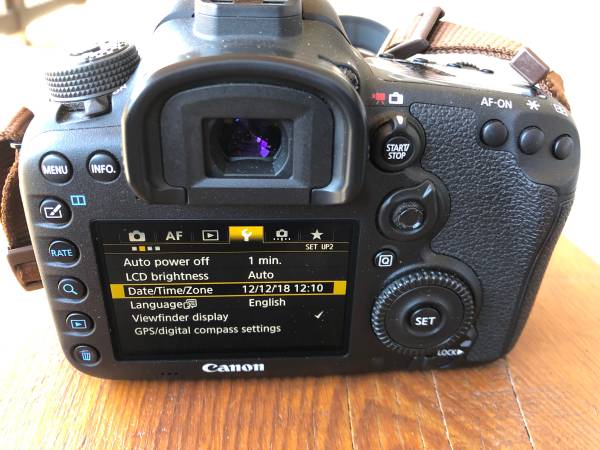 AF-ON
MENU
INFO.
START/
STOP
RATE
AF
SET UP2
Auto power off 1 min.
LCD brightness Auto
Date/Time/Zone 12/12/'18 12:10
Language English
Viewfinder display
GPS/digital compass settings
SET
LOCK
Canon